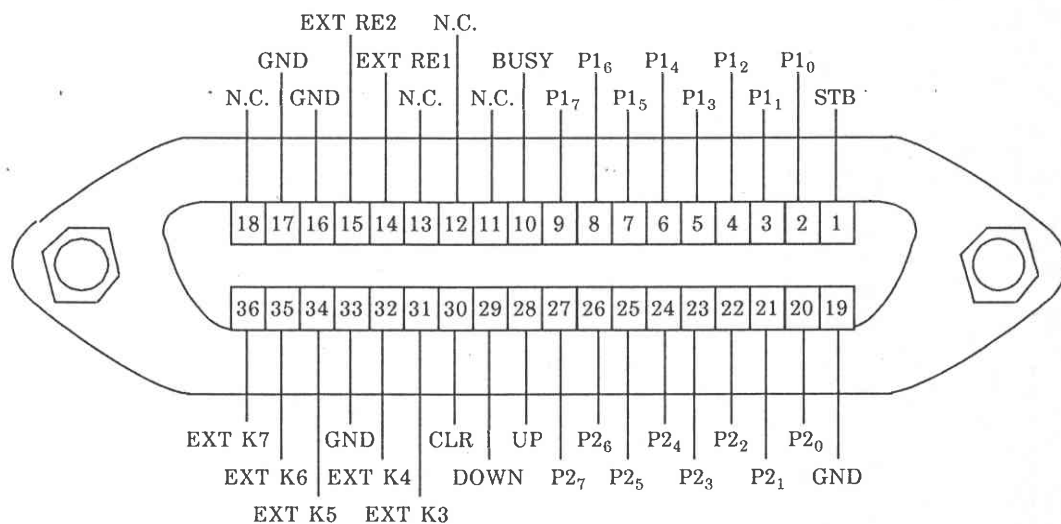 EXT RE2 N.C.
GND EXT RE1 BUSY P1₆ P1₄ P1₂ P1₀
N.C. GND N.C. N.C. P1₇ P1₅ P1₃ P1₁ STB
18 17 16 15 14 13 12 11 10 9 8 7 6 5 4 3 2 1
36 35 34 33 32 31 30 29 28 27 26 25 24 23 22 21 20 19
EXT K7 GND CLR UP P2₆ P2₄ P2₂ P2₀
EXT K6 EXT K4 DOWN P2₇ P2₅ P2₃ P2₁ GND
EXT K5 EXT K3